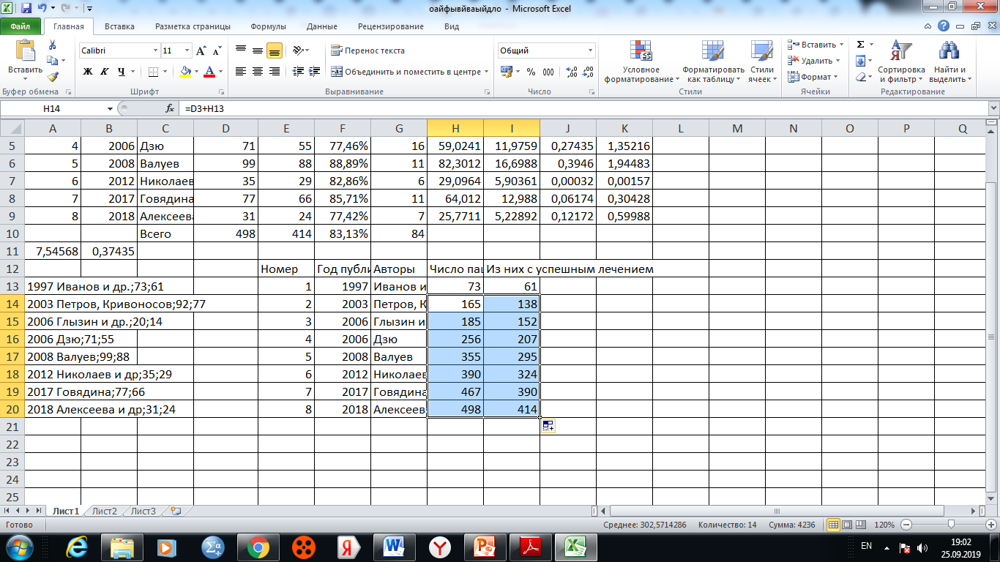 оайфывйваыйдло - Microsoft Excel
Файл Главная Вставка Разметка страницы Формулы Данные Рецензирование Вид
Вставить
Буфер обмена
Calibri 11
Ж К Ч
Шрифт
Перенос текста
Объединить и поместить в центре
Выравнивание
Общий
% 000
Число
Условное форматирование
Форматировать как таблицу
Стили ячеек
Стили
Вставить
Удалить
Формат
Ячейки
Сортировка и фильтр
Найти и выделить
Редактирование
H14 fx =D3+H13
A B C D E F G H I J K L M N O P Q
5 4 2006 Дзю 71 55 77,46% 16 59,0241 11,9759 0,27435 1,35216
6 5 2008 Валуев 99 88 88,89% 11 82,3012 16,6988 0,3946 1,94483
7 6 2012 Николаев 35 29 82,86% 6 29,0964 5,90361 0,00032 0,00157
8 7 2017 Говядина 77 66 85,71% 11 64,012 12,988 0,06174 0,30428
9 8 2018 Алексеева 31 24 77,42% 7 25,7711 5,22892 0,12172 0,59988
10 Всего 498 414 83,13% 84
11 7,54568 0,37435
12 Номер Год публи Авторы Число пац Из них с успешным лечением
13 1997 Иванов и др.;73;61 1 1997 Иванов и 73 61
14 2003 Петров, Кривоносов;92;77 2 2003 Петров, К 165 138
15 2006 Глызин и др.;20;14 3 2006 Глызин и 185 152
16 2006 Дзю;71;55 4 2006 Дзю 256 207
17 2008 Валуев;99;88 5 2008 Валуев 355 295
18 2012 Николаев и др;35;29 6 2012 Николаев 390 324
19 2017 Говядина;77;66 7 2017 Говядина 467 390
20 2018 Алексеева и др;31;24 8 2018 Алексеев 498 414
21
22
23
24
25
Лист1 Лист2 Лист3
Готово Среднее: 302,5714286 Количество: 14 Сумма: 4236 120%
EN 19:02
25.09.2019